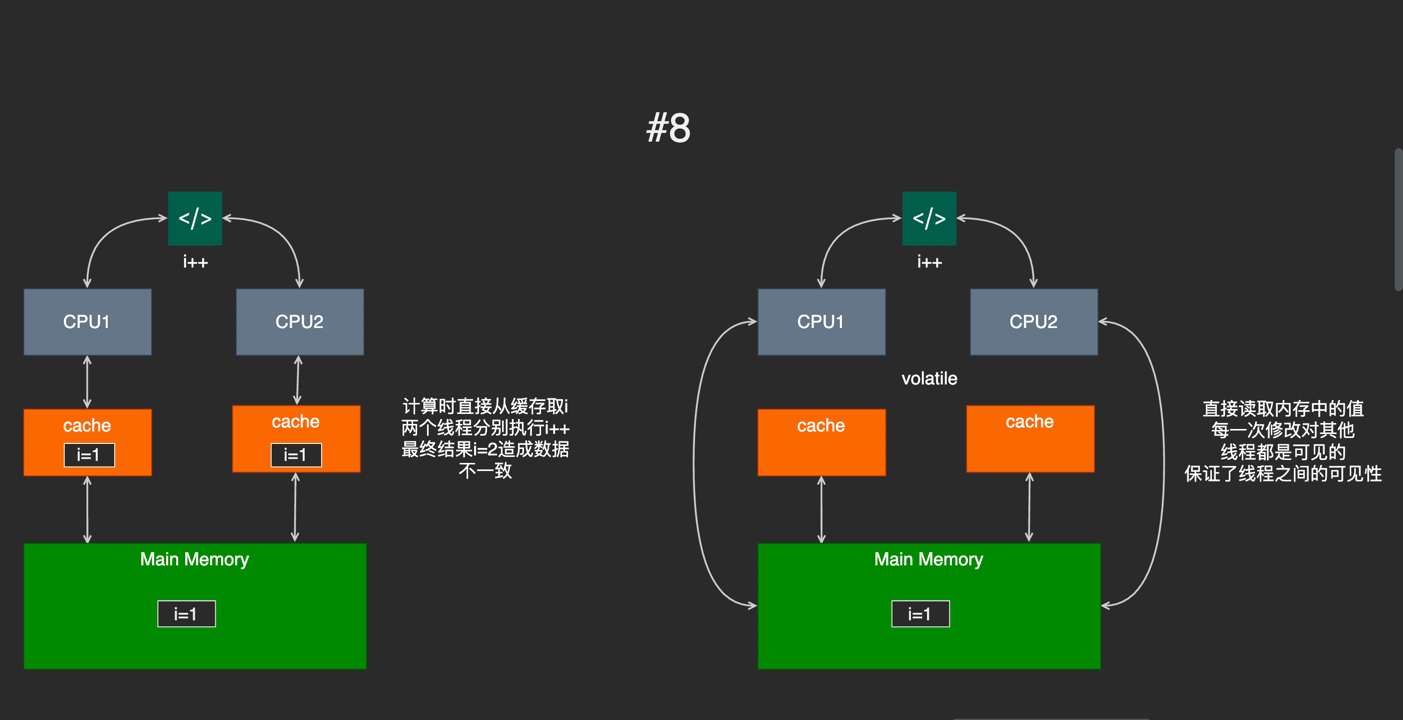 #8
</>
i++
CPU1
CPU2
cache
i=1
cache
i=1
计算时直接从缓存取i
两个线程分别执行i++
最终结果i=2造成数据
不一致
Main Memory
i=1
</>
i++
CPU1
CPU2
volatile
cache
cache
直接读取内存中的值
每一次修改对其他
线程都是可见的
保证了线程之间的可见性
Main Memory
i=1